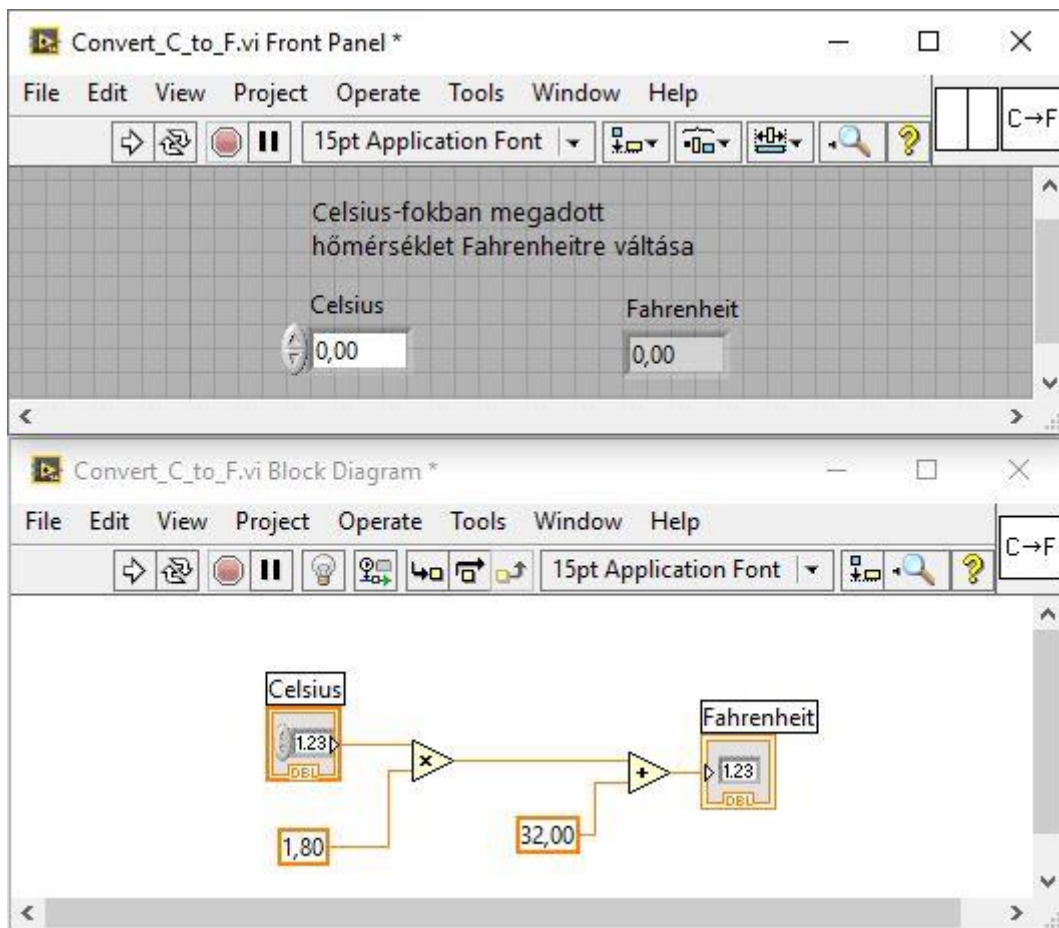 Convert_C_to_F.vi Front Panel *
File Edit View Project Operate Tools Window Help
15pt Application Font
C→F
Celsius-fokban megadott
hőmérséklet Fahrenheitre váltása
Celsius
Fahrenheit
0,00
0,00
Convert_C_to_F.vi Block Diagram *
File Edit View Project Operate Tools Window Help
15pt Application Font
C→F
Celsius
1.23
DBL
Fahrenheit
1.23
DBL
×
+
1,80
32,00